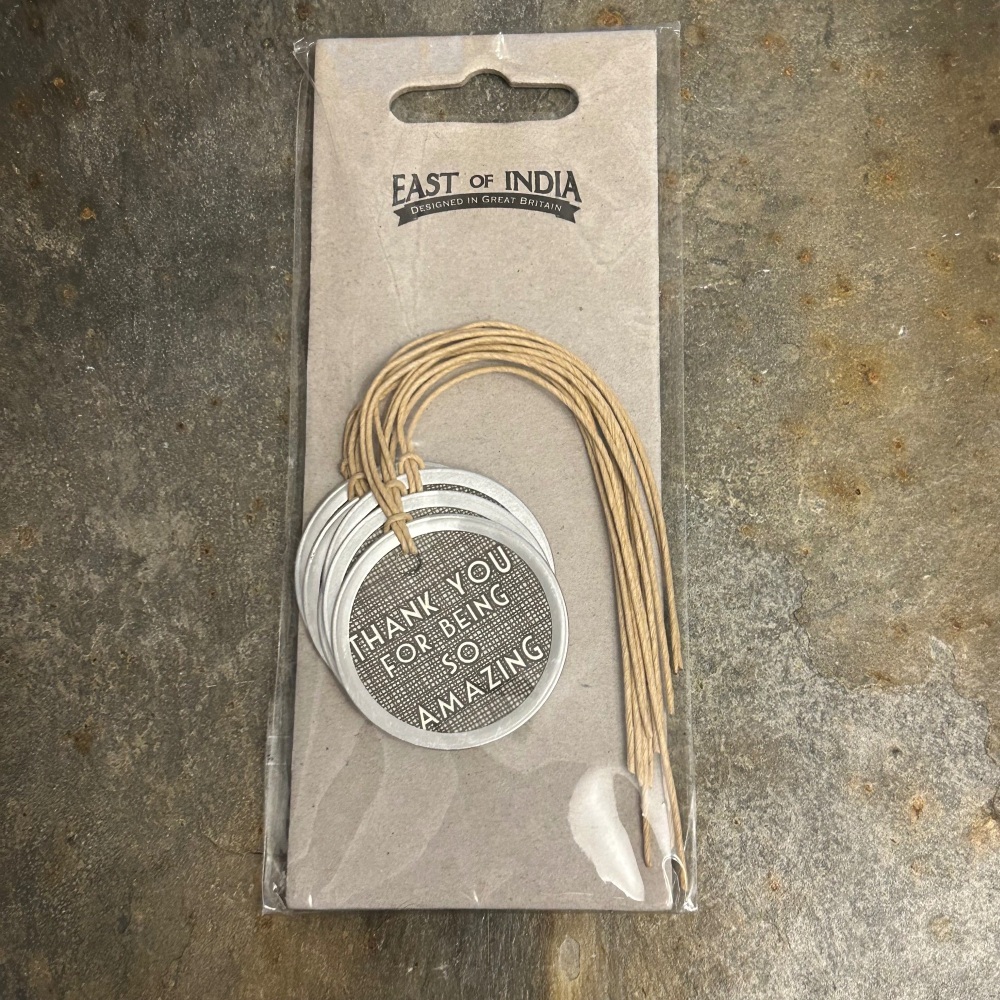 EAST OF INDIA
DESIGNED IN GREAT BRITAIN
THANK YOU
FOR BEING
SO
AMAZING